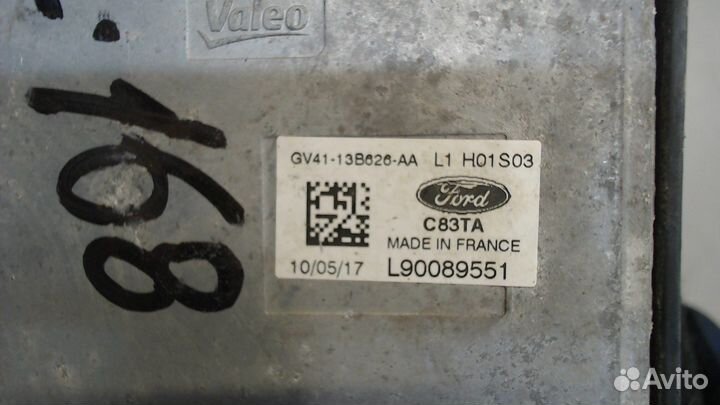 Valeo
168
GV41-13B626-AA L1 H01S03
Ford
C83TA
MADE IN FRANCE
10/05/17 L90089551
Avito